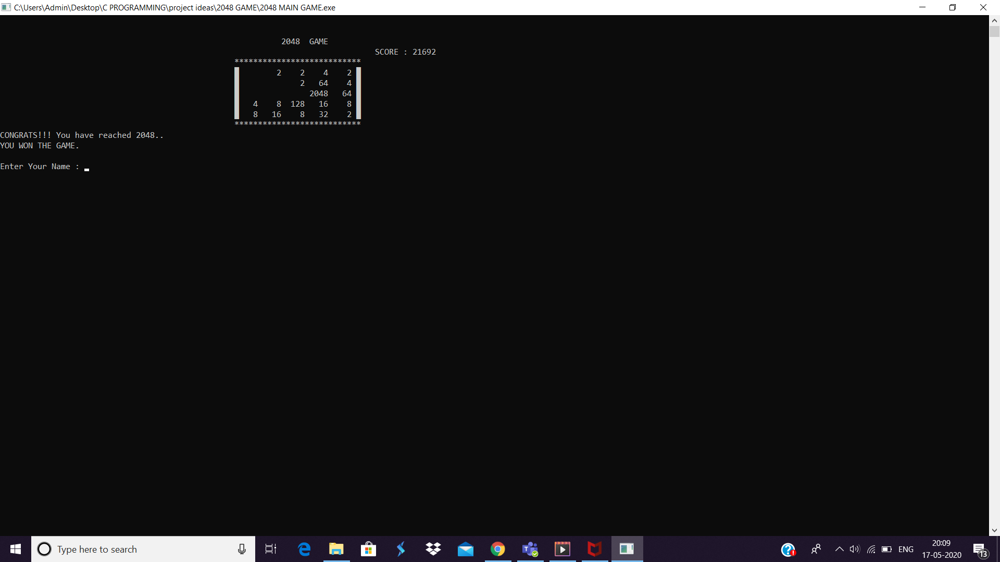 C:\Users\Admin\Desktop\C PROGRAMMING\project ideas\2048 GAME\2048 MAIN GAME.exe
2048 GAME
SCORE : 21692
***************************
2 2 4 2
2 64 4
2048 64
4 8 128 16 8
8 16 8 32 2
***************************
CONGRATS!!! You have reached 2048..
YOU WON THE GAME.
Enter Your Name :
Type here to search
ENG
20:09
17-05-2020
13